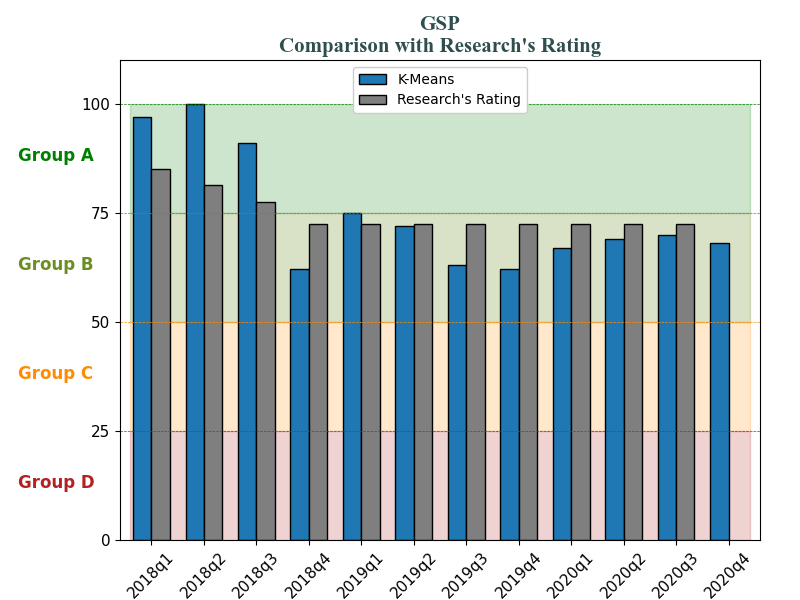 GSP
Comparison with Research's Rating
K-Means
Research's Rating
100
Group A
75
Group B
50
Group C
25
Group D
0
2018q1
2018q2
2018q3
2018q4
2019q1
2019q2
2019q3
2019q4
2020q1
2020q2
2020q3
2020q4